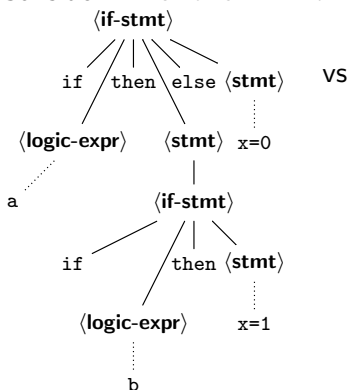 ⟨if-stmt⟩
if then else ⟨stmt⟩ vs
⟨logic-expr⟩ ⟨stmt⟩ x=0
a
⟨if-stmt⟩
if then ⟨stmt⟩
⟨logic-expr⟩ x=1
b